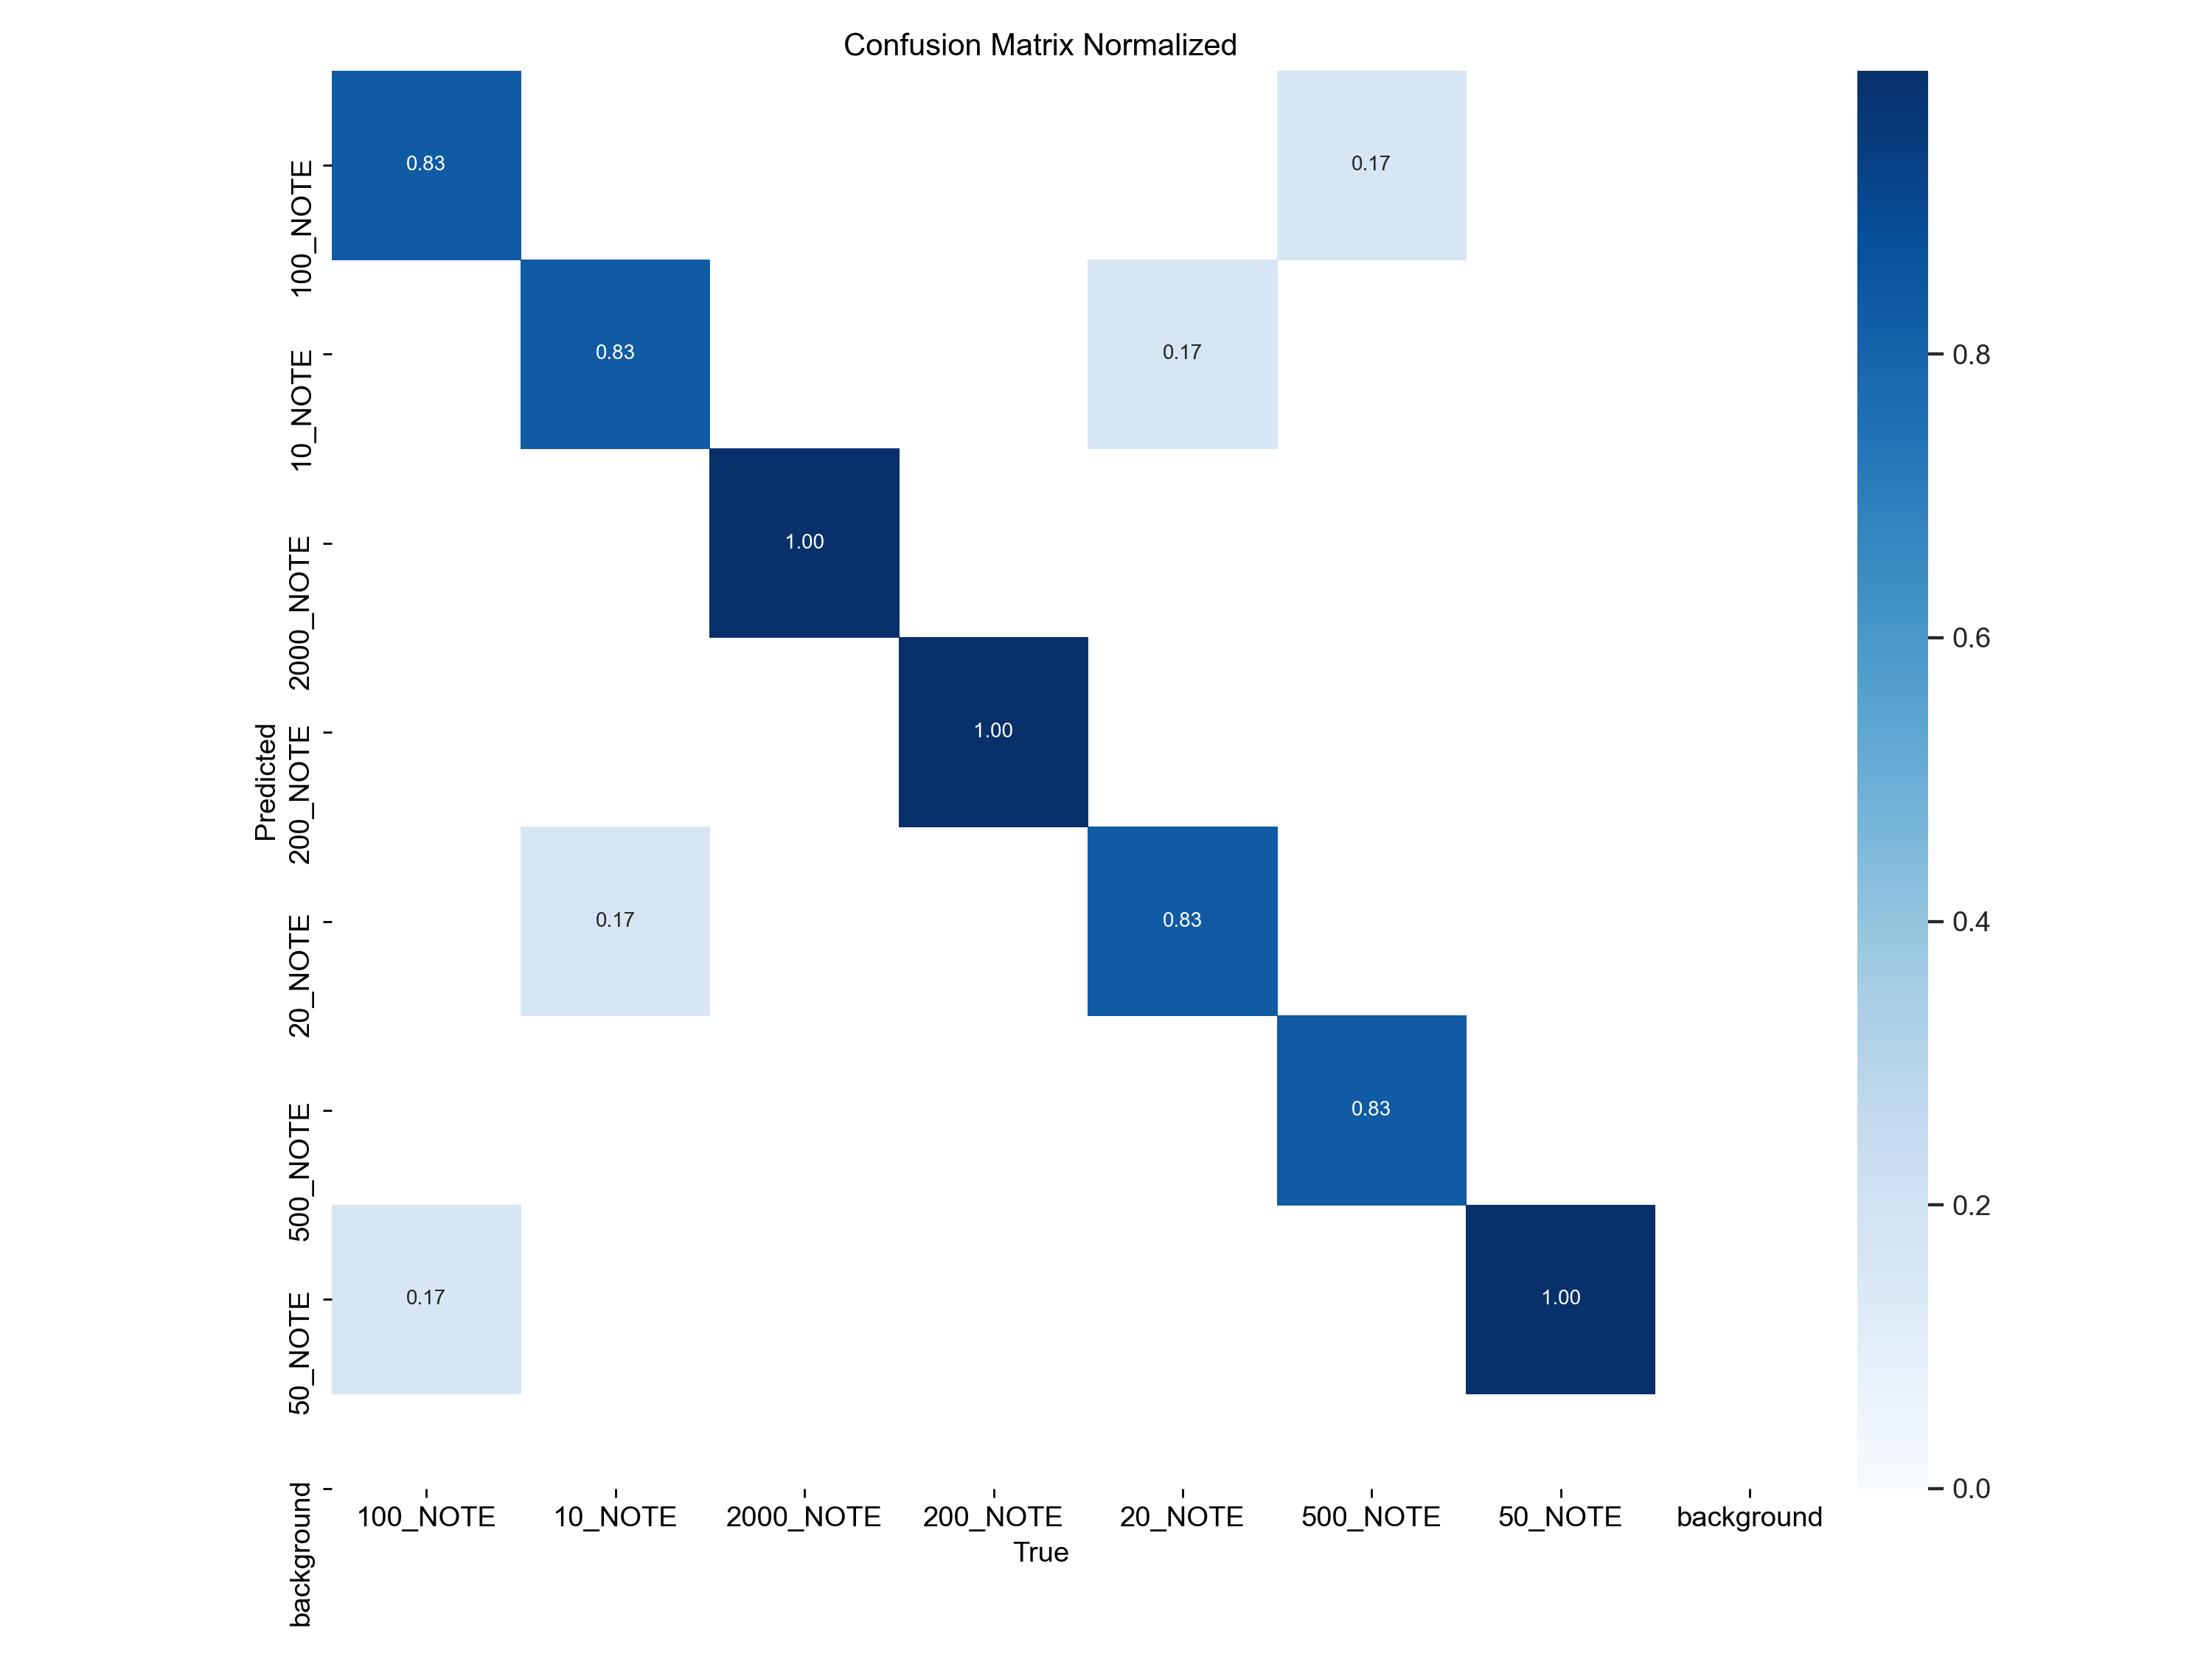 Confusion Matrix Normalized
100_NOTE
0.83
0.17
10_NOTE
0.83
0.17
0.8
2000_NOTE
1.00
0.6
200_NOTE
1.00
Predicted
20_NOTE
0.17
0.83
0.4
500_NOTE
0.83
0.2
50_NOTE
0.17
1.00
0.0
background
100_NOTE 10_NOTE 2000_NOTE 200_NOTE 20_NOTE 500_NOTE 50_NOTE background
True